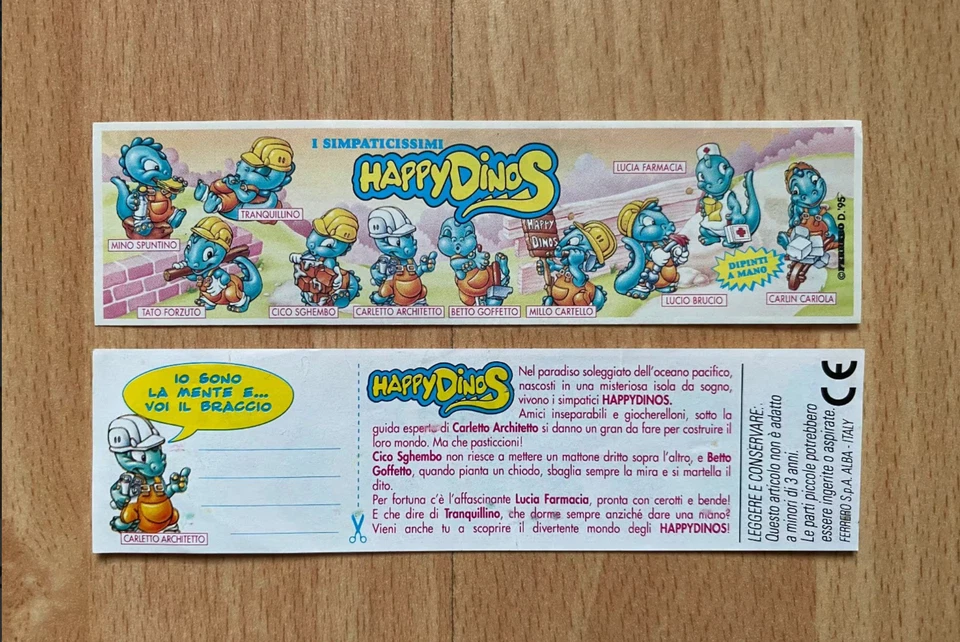 I SIMPATICISSIMI
HAPPY DINOS
LUCIA FARMACIA
TRANQUILLINO
MINO SPUNTINO
HAPPY
DINOS
DIPINTI
A MANO
D. '95
TATO FORZUTO
CICO SGHEMBO
CARLETTO ARCHITETTO
BETTO GOFFETTO
MILLO CARTELLO
LUCIO BRUCIO
CARLIN CARIOLA
IO SONO
LA MENTE E...
VOI IL BRACCIO
CARLETTO ARCHITETTO
HAPPY DINOS
Nel paradiso soleggiato dell'oceano pacifico,
nascosti in una misteriosa isola da sogno,
vivono i simpatici HAPPYDINOS.
Amici inseparabili e giocherelloni, sotto la
guida esperta di Carletto Architetto si danno un gran da fare per costruire il
loro mondo. Ma che pasticcioni!
Cico Sghembo non riesce a mettere un mattone dritto sopra l'altro, e Betto
Goffetto, quando pianta un chiodo, sbaglia sempre la mira e si martella il
dito.
Per fortuna c'è l'affascinante Lucia Farmacia, pronta con cerotti e bende!
E che dire di Tranquillino, che dorme sempre anziché dare una mano?
Vieni anche tu a scoprire il divertente mondo degli HAPPYDINOS!
LEGGERE E CONSERVARE:
Questo articolo non è adatto
a minori di 3 anni.
Le parti piccole potrebbero
essere ingerite o aspirate.
FERRERO S.p.A. ALBA - ITALY
CE